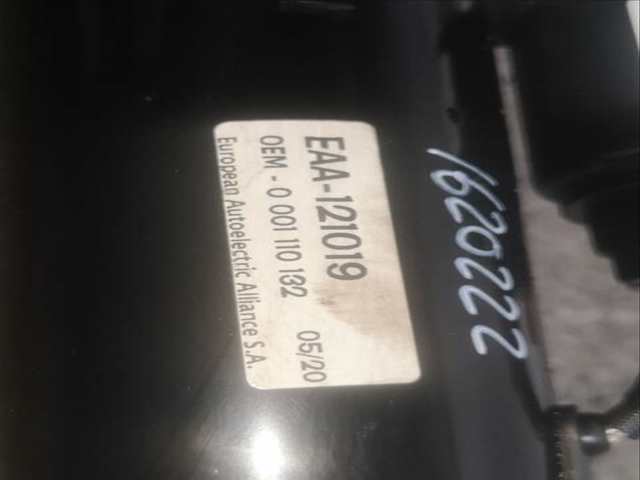 EAA-121019
OEM - 0 001 110 132 05/20
European Autoelectric Alliance S.A.
1620222